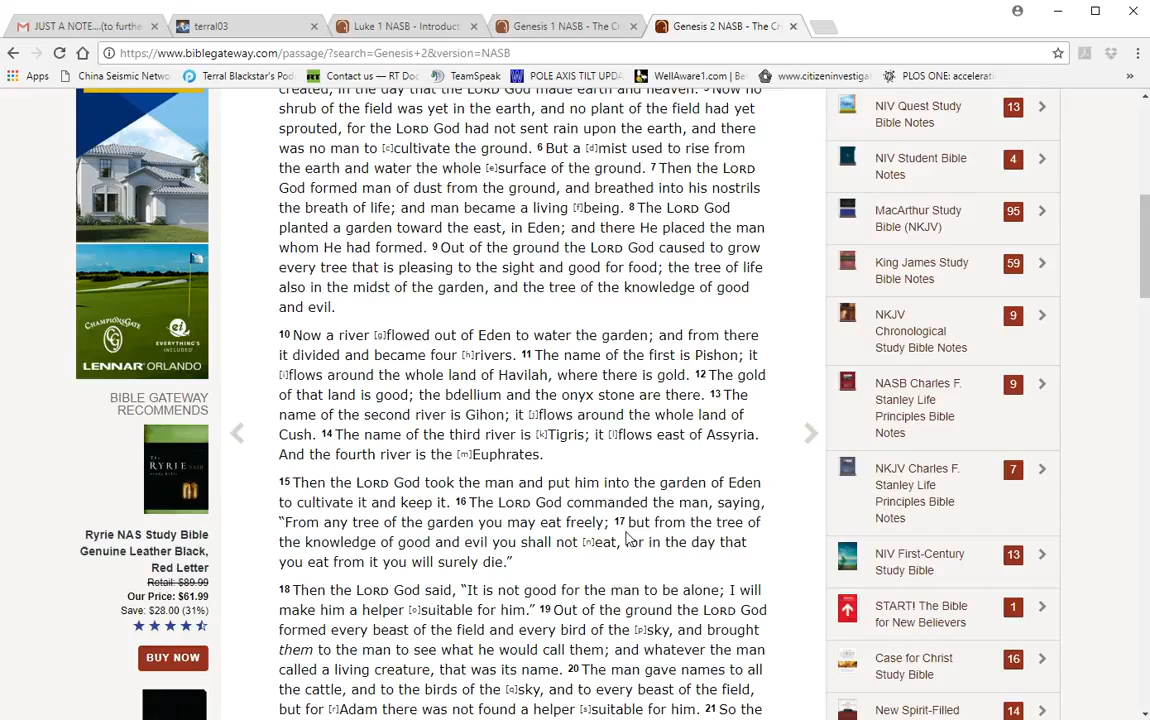 JUST A NOTE....(to furthe
terral03
Luke 1 NASB - Introduct
Genesis 1 NASB - The Cr
Genesis 2 NASB - The Cr
https://www.biblegateway.com/passage/?search=Genesis+2&version=NASB
Apps
China Seismic Netwo
Terral Blackstar's Pod
Contact us — RT Doc
TeamSpeak
POLE AXIS TILT UPDA
WellAware1.com | Be
www.citizeninvestiga
PLOS ONE: accelerati
»
created, in the day that the LORD God made earth and heaven. 5 Now no
shrub of the field was yet in the earth, and no plant of the field had yet
sprouted, for the LORD God had not sent rain upon the earth, and there
was no man to [c]cultivate the ground. 6 But a [d]mist used to rise from
the earth and water the whole [e]surface of the ground. 7 Then the LORD
God formed man of dust from the ground, and breathed into his nostrils
the breath of life; and man became a living [f]being. 8 The LORD God
planted a garden toward the east, in Eden; and there He placed the man
whom He had formed. 9 Out of the ground the LORD God caused to grow
every tree that is pleasing to the sight and good for food; the tree of life
also in the midst of the garden, and the tree of the knowledge of good
and evil.
10 Now a river [g]flowed out of Eden to water the garden; and from there
it divided and became four [h]rivers. 11 The name of the first is Pishon; it
[i]flows around the whole land of Havilah, where there is gold. 12 The gold
of that land is good; the bdellium and the onyx stone are there. 13 The
name of the second river is Gihon; it [j]flows around the whole land of
Cush. 14 The name of the third river is [k]Tigris; it [l]flows east of Assyria.
And the fourth river is the [m]Euphrates.
15 Then the LORD God took the man and put him into the garden of Eden
to cultivate it and keep it. 16 The LORD God commanded the man, saying,
“From any tree of the garden you may eat freely; 17 but from the tree of
the knowledge of good and evil you shall not [n]eat, for in the day that
you eat from it you will surely die.”
18 Then the LORD God said, “It is not good for the man to be alone; I will
make him a helper [o]suitable for him.” 19 Out of the ground the LORD God
formed every beast of the field and every bird of the [p]sky, and brought
them to the man to see what he would call them; and whatever the man
called a living creature, that was its name. 20 The man gave names to all
the cattle, and to the birds of the [q]sky, and to every beast of the field,
but for [r]Adam there was not found a helper [s]suitable for him. 21 So the
CHAMPIONSGATE
CG
ei
EVERYTHING'S
INCLUDED
LENNAR ORLANDO
BIBLE GATEWAY
RECOMMENDS
RYRIE
Ryrie NAS Study Bible
Genuine Leather Black,
Red Letter
Retail: $89.99
Our Price: $61.99
Save: $28.00 (31%)
BUY NOW
NIV Quest Study
Bible Notes
13
NIV Student Bible
Notes
4
MacArthur Study
Bible (NKJV)
95
King James Study
Bible Notes
59
NKJV
Chronological
Study Bible Notes
9
NASB Charles F.
Stanley Life
Principles Bible
Notes
9
NKJV Charles F.
Stanley Life
Principles Bible
Notes
7
NIV First-Century
Study Bible
13
START! The Bible
for New Believers
1
Case for Christ
Study Bible
16
New Spirit-Filled
14